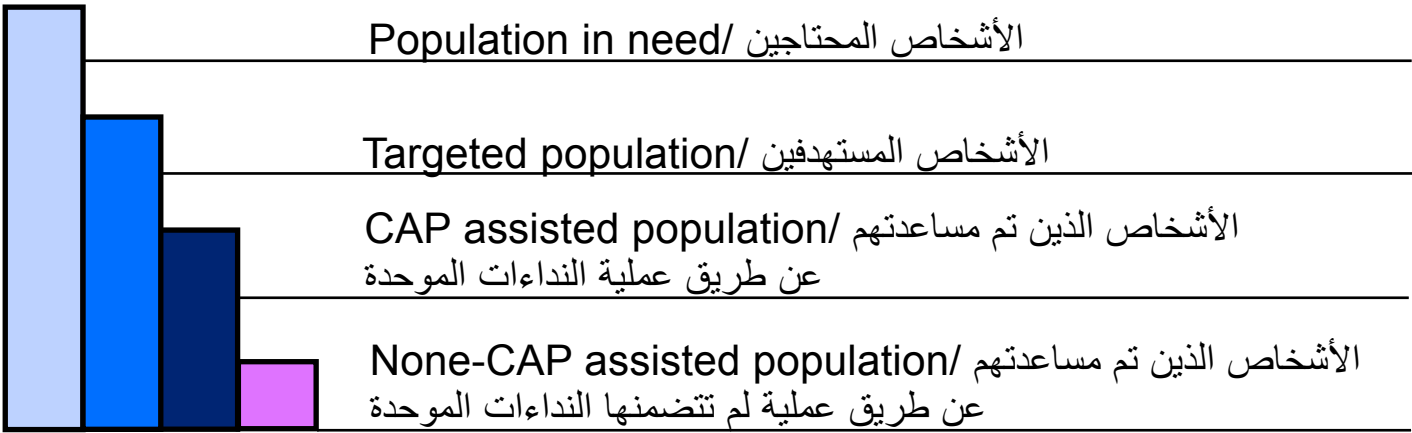 Population in need/ الأشخاص المحتاجين
Targeted population/ الأشخاص المستهدفين
CAP assisted population/ الأشخاص الذين تم مساعدتهم
عن طريق عملية النداءات الموحدة
None-CAP assisted population/ الأشخاص الذين تم مساعدتهم
عن طريق عملية لم تتضمنها النداءات الموحدة